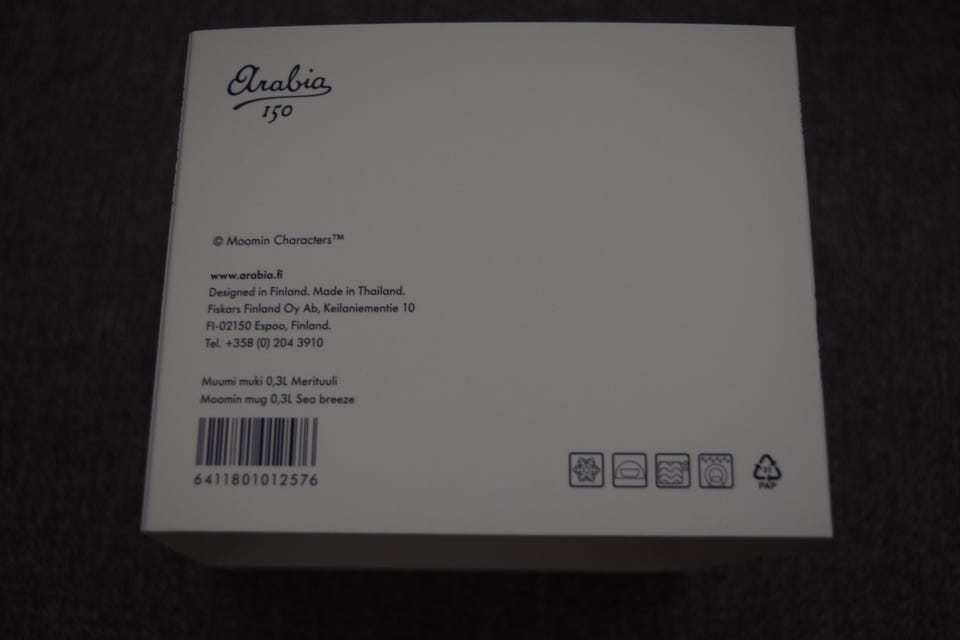 Arabia
150
© Moomin Characters™
www.arabia.fi
Designed in Finland. Made in Thailand.
Fiskars Finland Oy Ab, Keilaniementie 10
FI-02150 Espoo, Finland.
Tel. +358 (0) 204 3910
Muumi muki 0,3L Merituuli
Moomin mug 0,3L Sea breeze
6411801012576
PAP